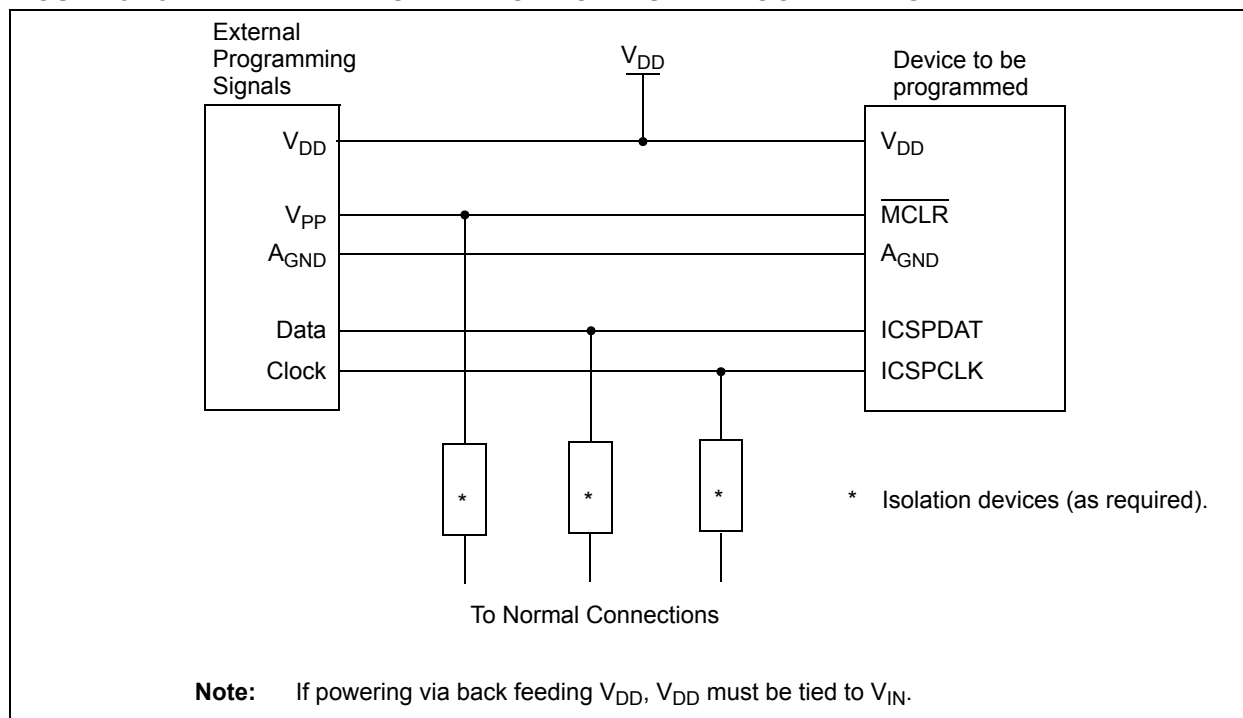 External
Programming
Signals
V_DD
Device to be
programmed
V_DD
V_PP
A_GND
Data
Clock
V_DD
M̅C̅L̅R̅
A_GND
ICSPDAT
ICSPCLK
*
*
*
* Isolation devices (as required).
To Normal Connections
Note: If powering via back feeding V_DD, V_DD must be tied to V_IN.